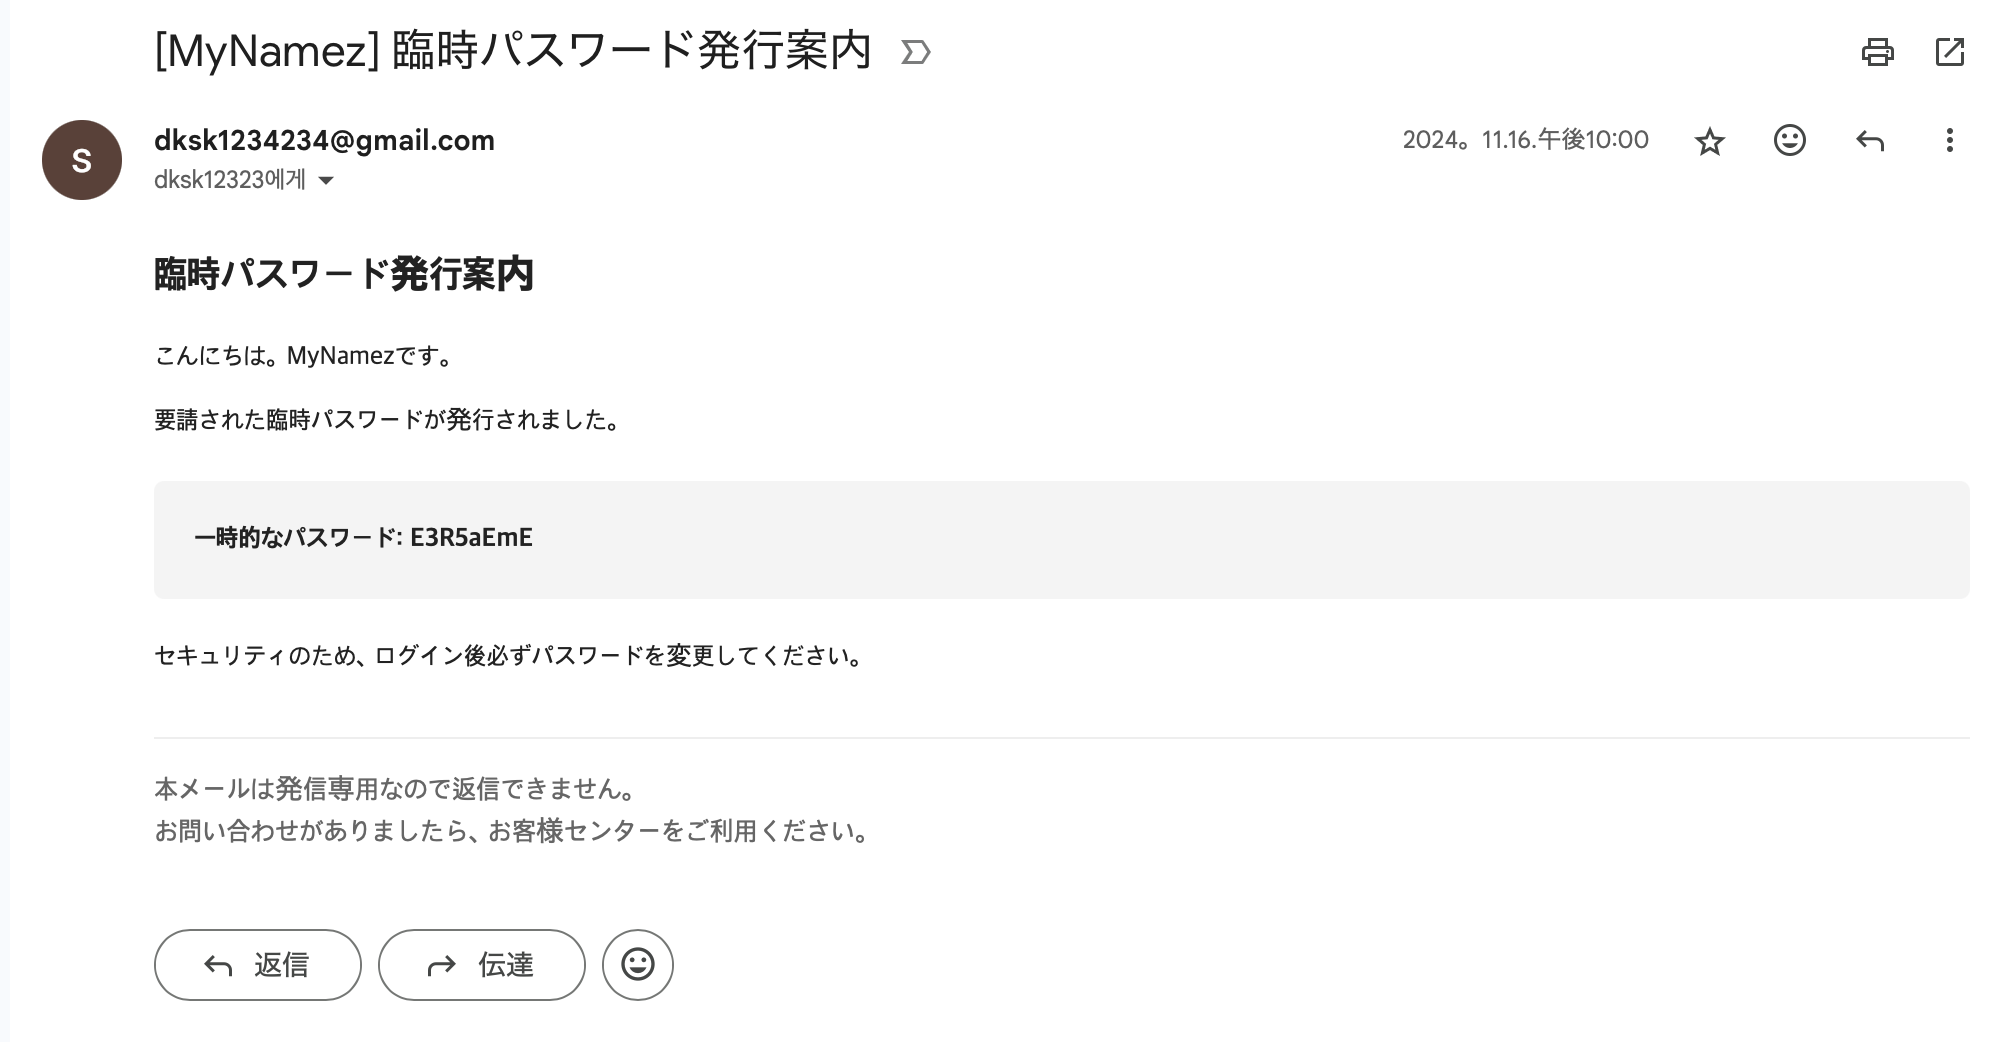 [MyNamez] 臨時パスワード発行案内
S
dksk1234234@gmail.com
2024。11.16.午後10:00
dksk12323에게
臨時パスワード発行案内
こんにちは。MyNamezです。
要請された臨時パスワードが発行されました。
一時的なパスワード: E3R5aEmE
セキュリティのため、ログイン後必ずパスワードを変更してください。
本メールは発信専用なので返信できません。
お問い合わせがありましたら、お客様センターをご利用ください。
返信
伝達